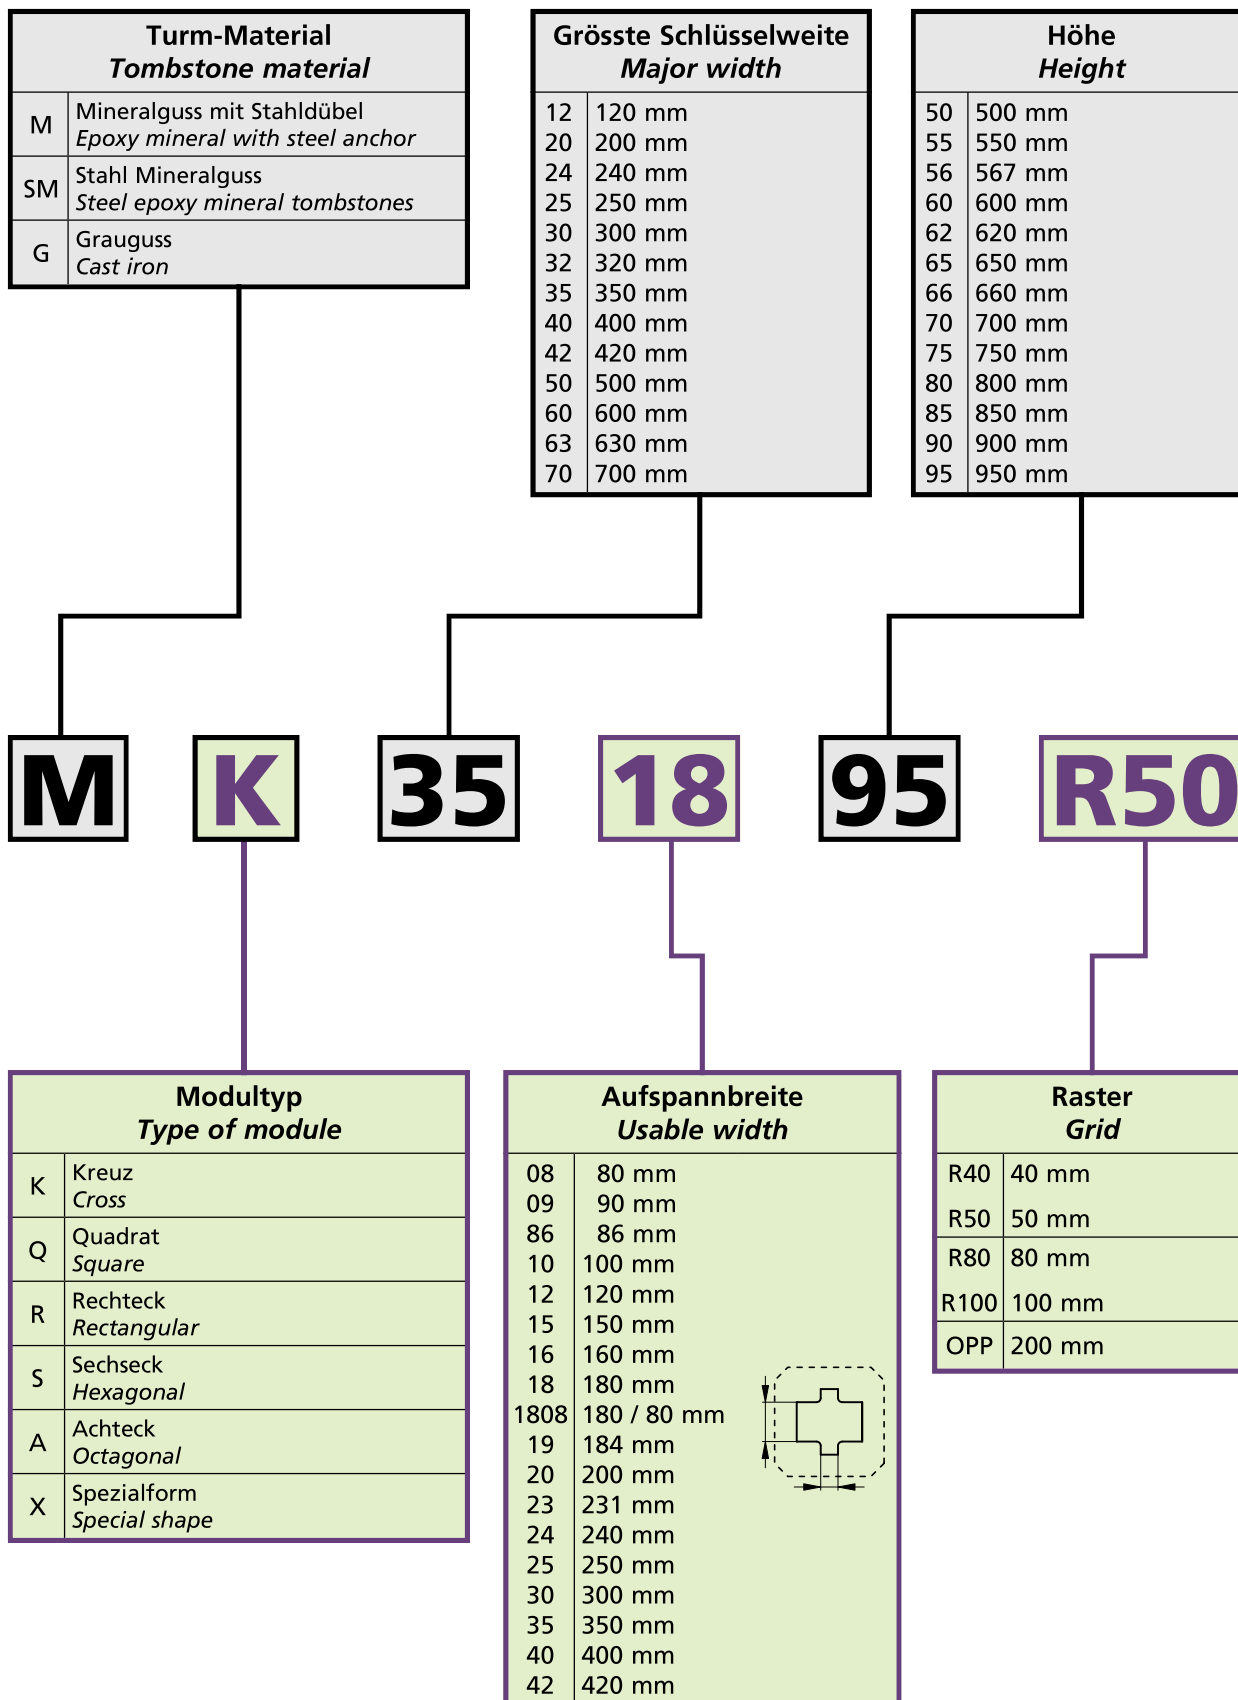 Turm-Material
Tombstone material
M Mineralguss mit Stahldübel
Epoxy mineral with steel anchor
SM Stahl Mineralguss
Steel epoxy mineral tombstones
G Grauguss
Cast iron
Grösste Schlüsselweite
Major width
12 120 mm
20 200 mm
24 240 mm
25 250 mm
30 300 mm
32 320 mm
35 350 mm
40 400 mm
42 420 mm
50 500 mm
60 600 mm
63 630 mm
70 700 mm
Höhe
Height
50 500 mm
55 550 mm
56 567 mm
60 600 mm
62 620 mm
65 650 mm
66 660 mm
70 700 mm
75 750 mm
80 800 mm
85 850 mm
90 900 mm
95 950 mm
M K 35 18 95 R50
Modultyp
Type of module
K Kreuz
Cross
Q Quadrat
Square
R Rechteck
Rectangular
S Sechseck
Hexagonal
A Achteck
Octagonal
X Spezialform
Special shape
Aufspannbreite
Usable width
08 80 mm
09 90 mm
86 86 mm
10 100 mm
12 120 mm
15 150 mm
16 160 mm
18 180 mm
1808 180 / 80 mm
19 184 mm
20 200 mm
23 231 mm
24 240 mm
25 250 mm
30 300 mm
35 350 mm
40 400 mm
42 420 mm
Raster
Grid
R40 40 mm
R50 50 mm
R80 80 mm
R100 100 mm
OPP 200 mm